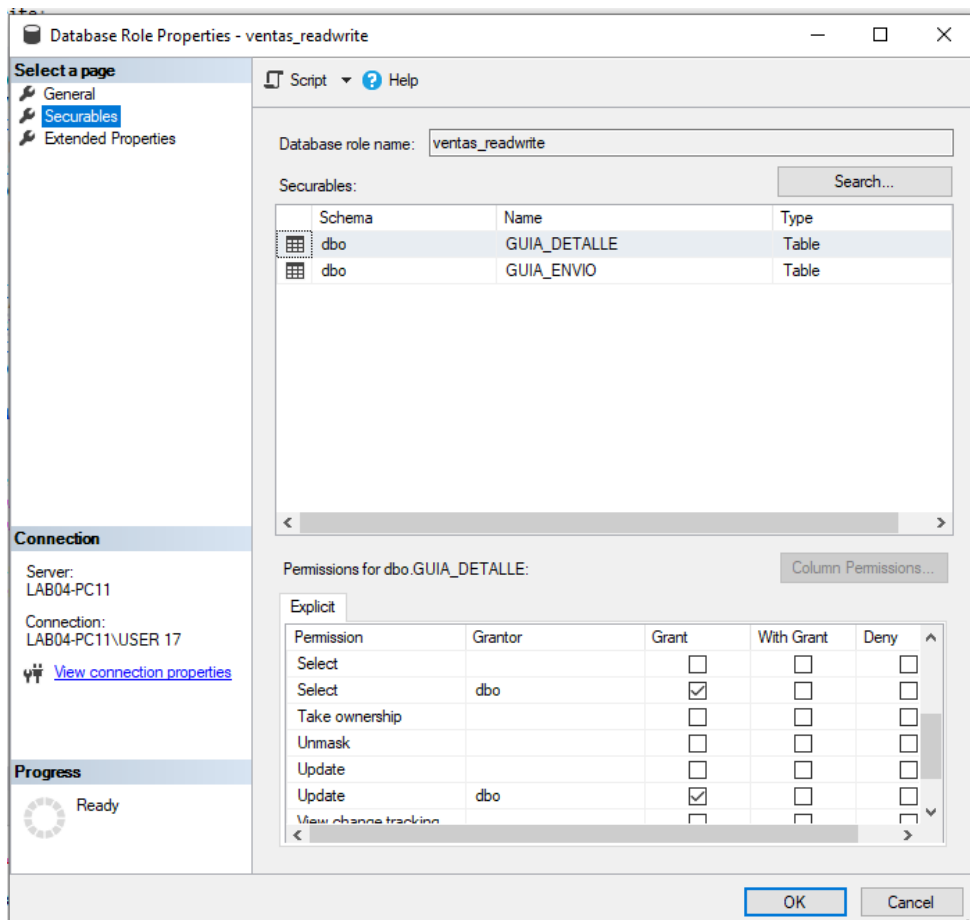 Database Role Properties - ventas_readwrite
Select a page
General
Securables
Extended Properties
Script
Help
Database role name: ventas_readwrite
Securables:
Search...
Schema Name Type
dbo GUIA_DETALLE Table
dbo GUIA_ENVIO Table
Connection
Server:
LAB04-PC11
Connection:
LAB04-PC11\USER 17
View connection properties
Progress
Ready
Permissions for dbo.GUIA_DETALLE:
Column Permissions...
Explicit
Permission Grantor Grant With Grant Deny
Select
Select dbo
Take ownership
Unmask
Update
Update dbo
View change tracking
OK
Cancel